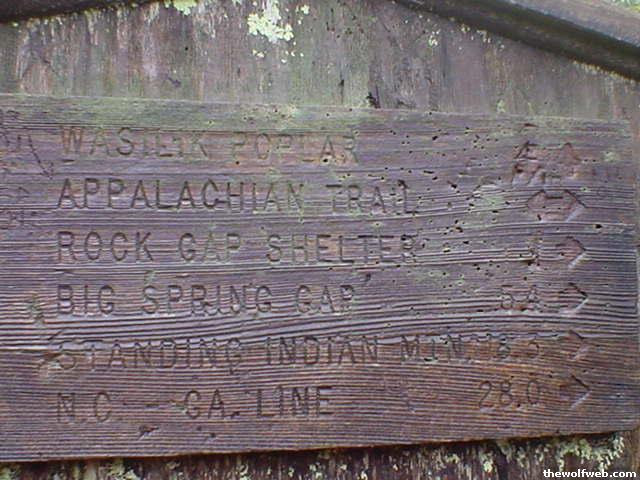 WASILIK POPLAR
APPALACHIAN TRAIL
ROCK GAP SHELTER
BIG SPRING GAP 5.4
STANDING INDIAN MTN.
N.C. - GA. LINE 28.0
thewolfweb.com